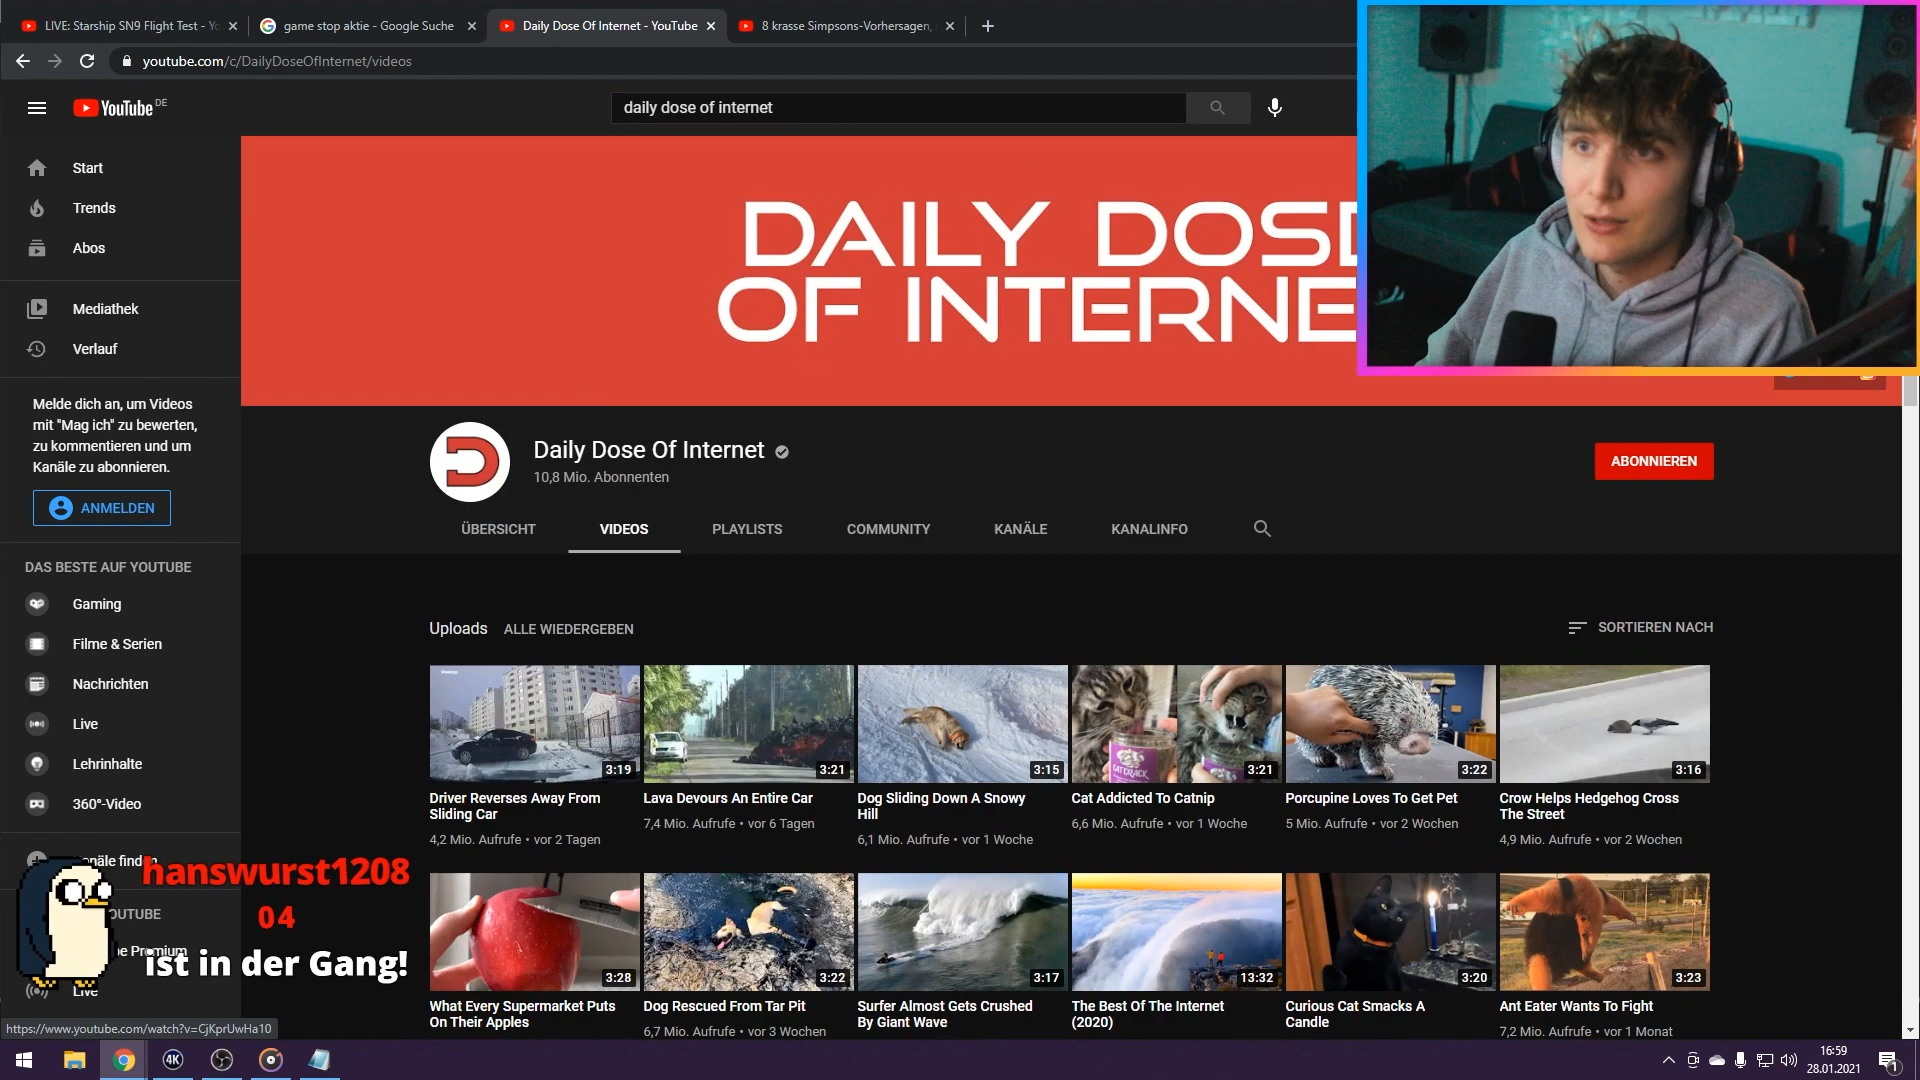 LIVE: Starship SN9 Flight Test - Yo
game stop aktie - Google Suche
Daily Dose Of Internet - YouTube
8 krasse Simpsons-Vorhersagen,
youtube.com/c/DailyDoseOfInternet/videos
YouTube DE
daily dose of internet
Start
Trends
Abos
Mediathek
Verlauf
Melde dich an, um Videos
mit "Mag ich" zu bewerten,
zu kommentieren und um
Kanäle zu abonnieren.
ANMELDEN
DAS BESTE AUF YOUTUBE
Gaming
Filme & Serien
Nachrichten
Live
Lehrinhalte
360°-Video
hanswurst1208
04
ist in der Gang!
Live
https://www.youtube.com/watch?v=CjKprUwHa10
DAILY DOSE
OF INTERNE
Daily Dose Of Internet
10,8 Mio. Abonnenten
ABONNIEREN
ÜBERSICHT
VIDEOS
PLAYLISTS
COMMUNITY
KANÄLE
KANALINFO
Uploads
ALLE WIEDERGEBEN
SORTIEREN NACH
3:19
3:21
3:15
3:21
3:22
3:16
Driver Reverses Away From
Sliding Car
4,2 Mio. Aufrufe • vor 2 Tagen
Lava Devours An Entire Car
7,4 Mio. Aufrufe • vor 6 Tagen
Dog Sliding Down A Snowy
Hill
6,1 Mio. Aufrufe • vor 1 Woche
Cat Addicted To Catnip
6,6 Mio. Aufrufe • vor 1 Woche
Porcupine Loves To Get Pet
5 Mio. Aufrufe • vor 2 Wochen
Crow Helps Hedgehog Cross
The Street
4,9 Mio. Aufrufe • vor 2 Wochen
3:28
3:22
3:17
13:32
3:20
3:23
What Every Supermarket Puts
On Their Apples
Dog Rescued From Tar Pit
6,7 Mio. Aufrufe • vor 3 Wochen
Surfer Almost Gets Crushed
By Giant Wave
The Best Of The Internet
(2020)
Curious Cat Smacks A
Candle
Ant Eater Wants To Fight
7,2 Mio. Aufrufe • vor 1 Monat
4K
16:59
28.01.2021
1